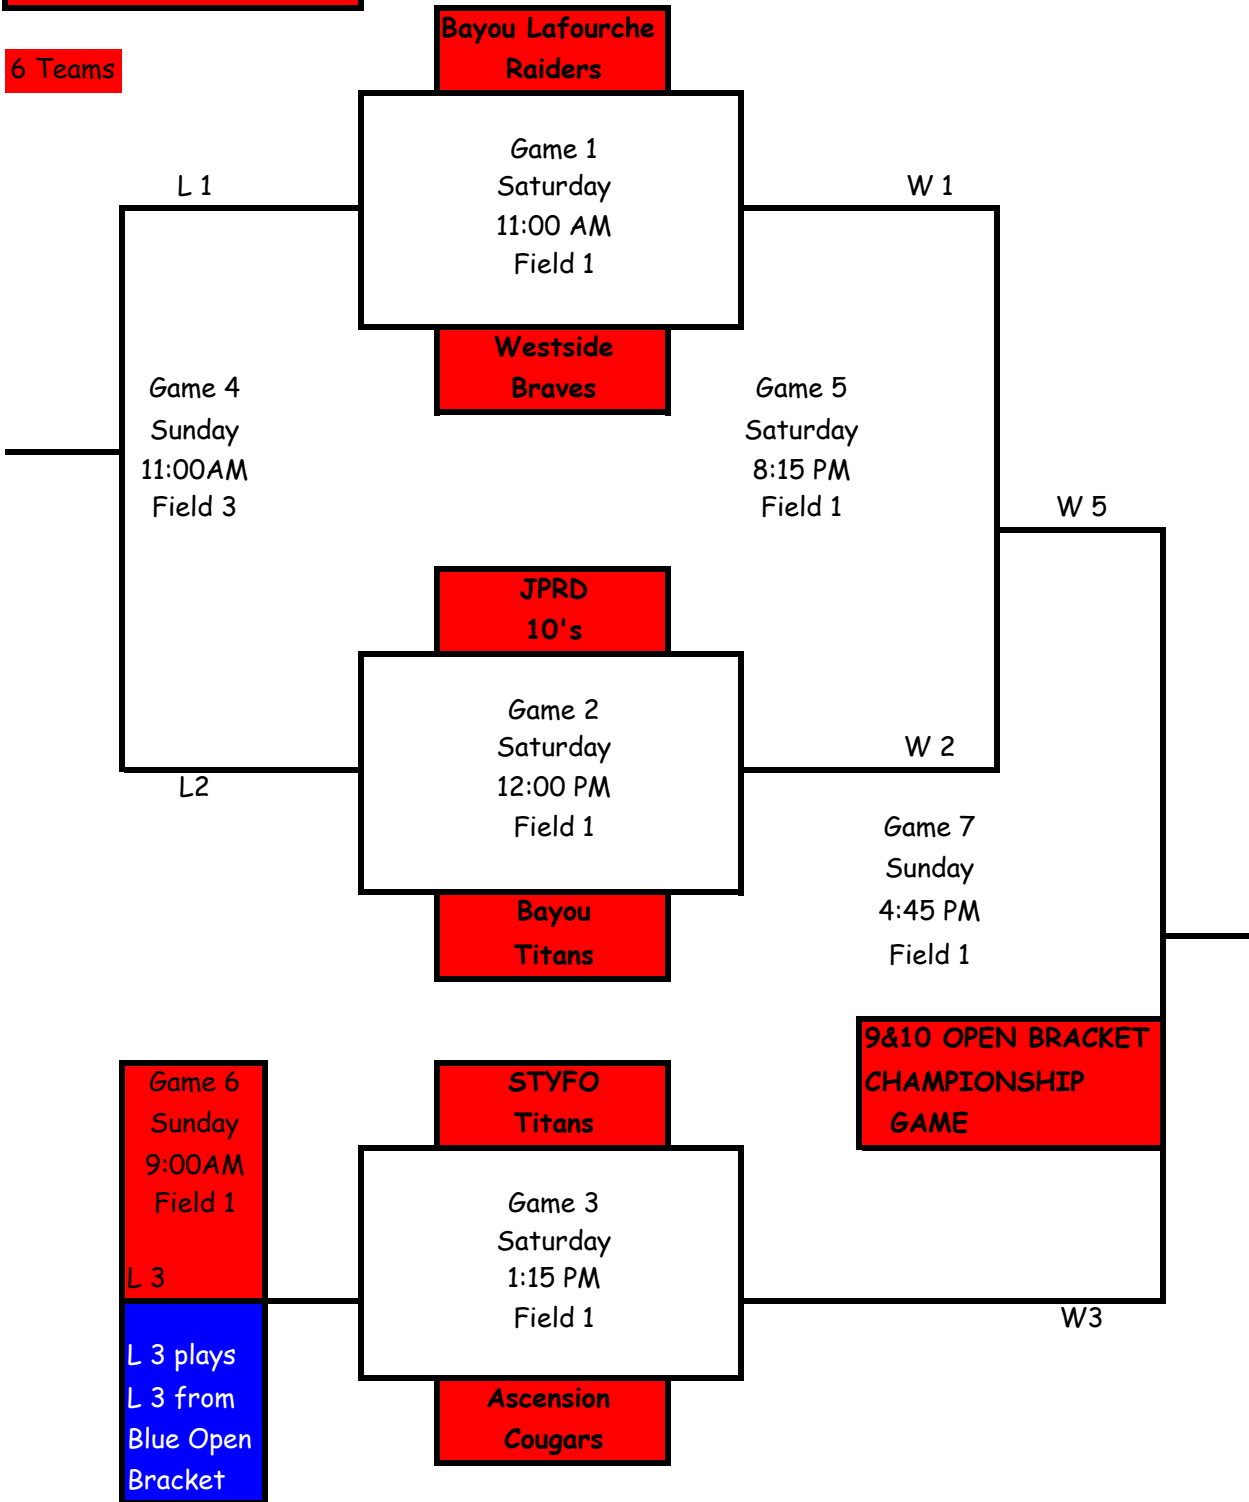 6 Teams
Bayou Lafourche
Raiders
Game 1
Saturday
11:00 AM
Field 1
L 1
W 1
Westside
Braves
Game 4
Sunday
11:00AM
Field 3
Game 5
Saturday
8:15 PM
Field 1
W 5
JPRD
10's
Game 2
Saturday
12:00 PM
Field 1
L2
W 2
Bayou
Titans
Game 7
Sunday
4:45 PM
Field 1
9&10 OPEN BRACKET
CHAMPIONSHIP
GAME
Game 6
Sunday
9:00AM
Field 1
L 3
STYFO
Titans
Game 3
Saturday
1:15 PM
Field 1
W3
L 3 plays
L 3 from
Blue Open
Bracket
Ascension
Cougars